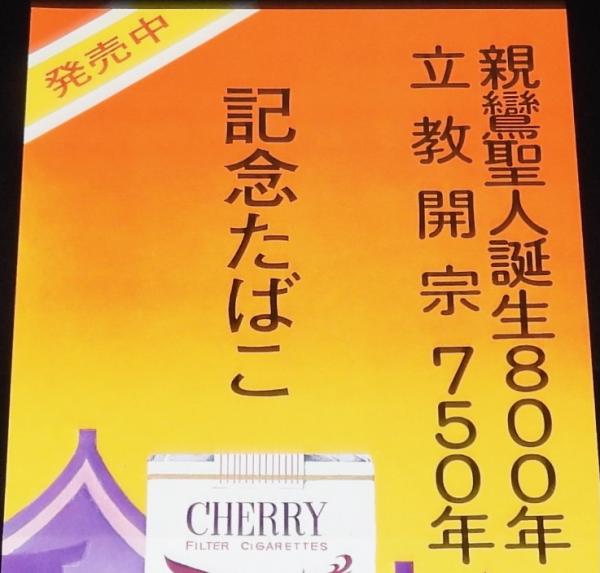 発売中
親鸞聖人誕生800年
立教開宗750年
記念たばこ
CHERRY
FILTER CIGARETTES